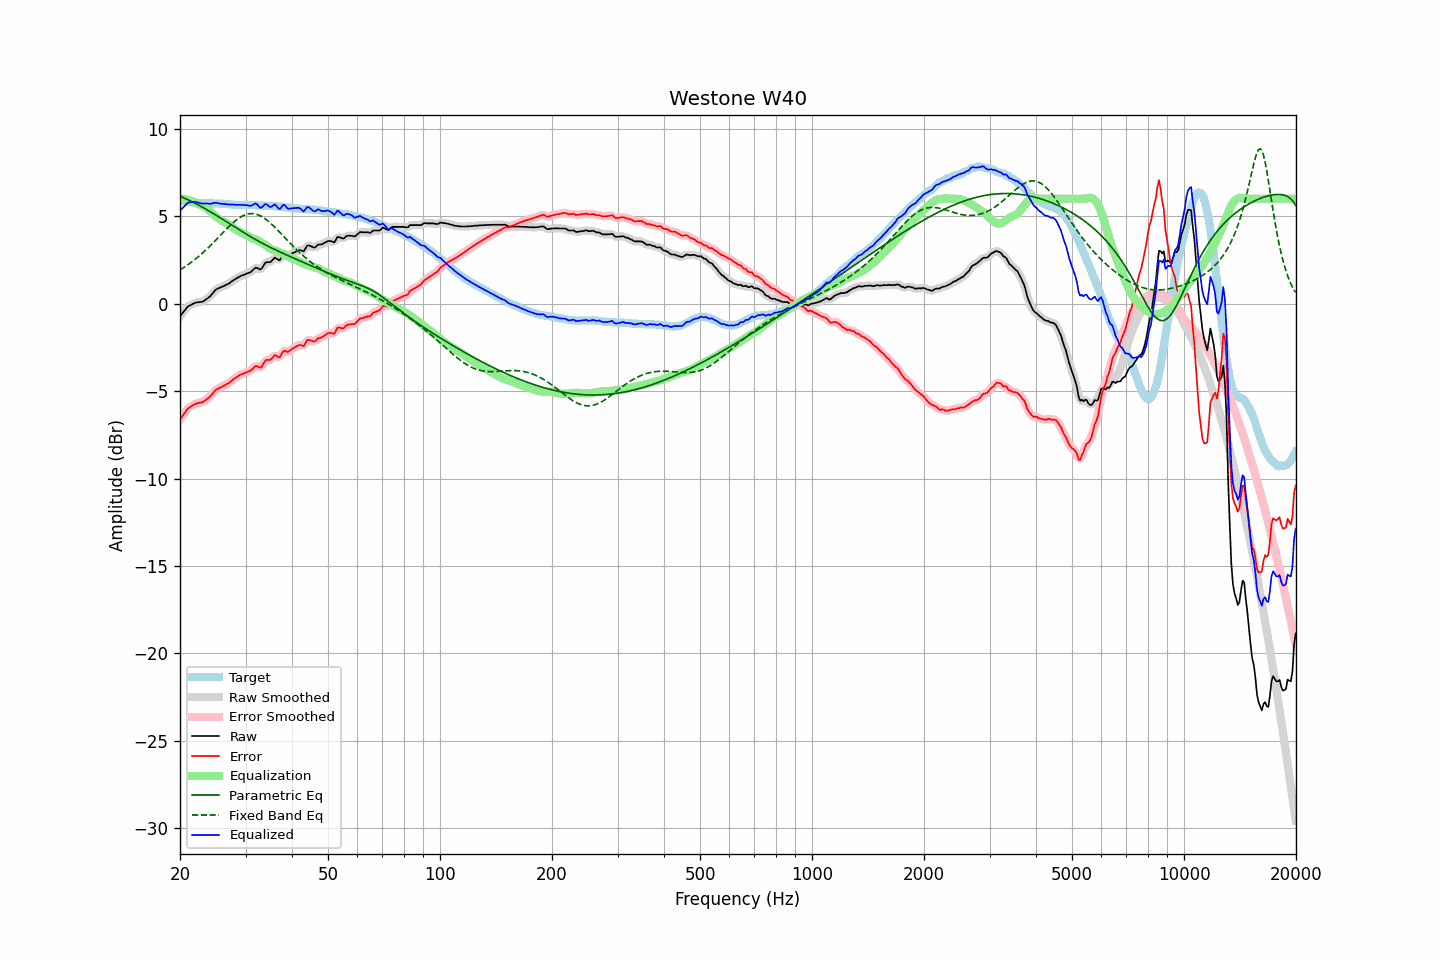 Westone W40
Amplitude (dBr)
10
5
0
−5
−10
−15
−20
−25
−30
Target
Raw Smoothed
Error Smoothed
Raw
Error
Equalization
Parametric Eq
Fixed Band Eq
Equalized
20 50 100 200 500 1000 2000 5000 10000 20000
Frequency (Hz)